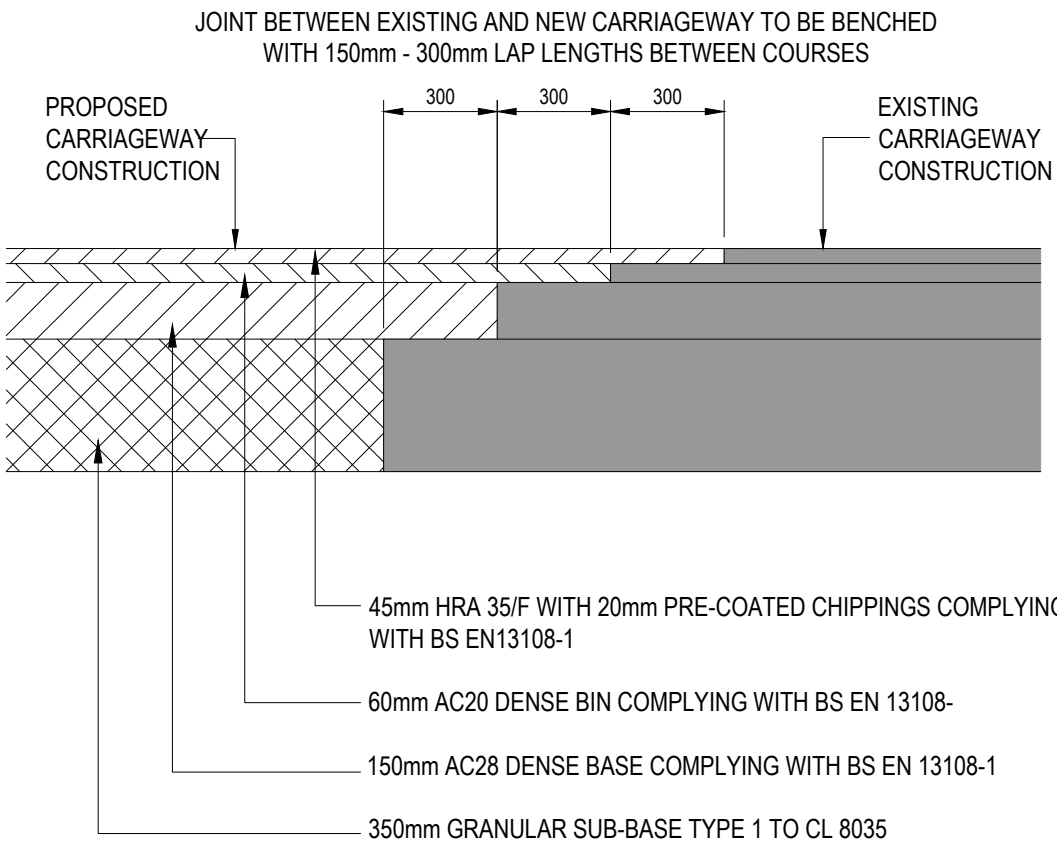 JOINT BETWEEN EXISTING AND NEW CARRIAGEWAY TO BE BENCHED
WITH 150mm - 300mm LAP LENGTHS BETWEEN COURSES
300
300
300
PROPOSED
CARRIAGEWAY
CONSTRUCTION
EXISTING
CARRIAGEWAY
CONSTRUCTION
45mm HRA 35/F WITH 20mm PRE-COATED CHIPPINGS COMPLYING
WITH BS EN13108-1
60mm AC20 DENSE BIN COMPLYING WITH BS EN 13108-
150mm AC28 DENSE BASE COMPLYING WITH BS EN 13108-1
350mm GRANULAR SUB-BASE TYPE 1 TO CL 8035